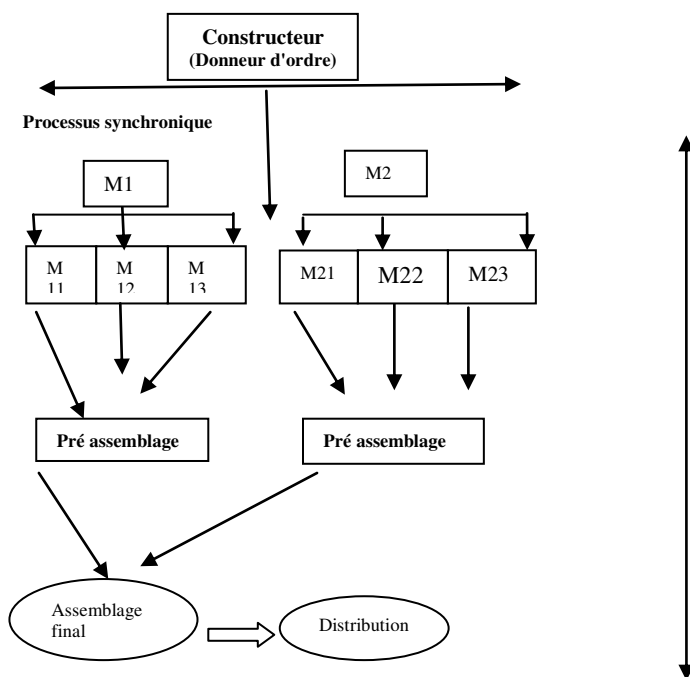 Constructeur
(Donneur d'ordre)
Processus synchronique
M1
M2
M
11
M
12
M
13
M21
M22
M23
Pré assemblage
Pré assemblage
Assemblage
final
Distribution